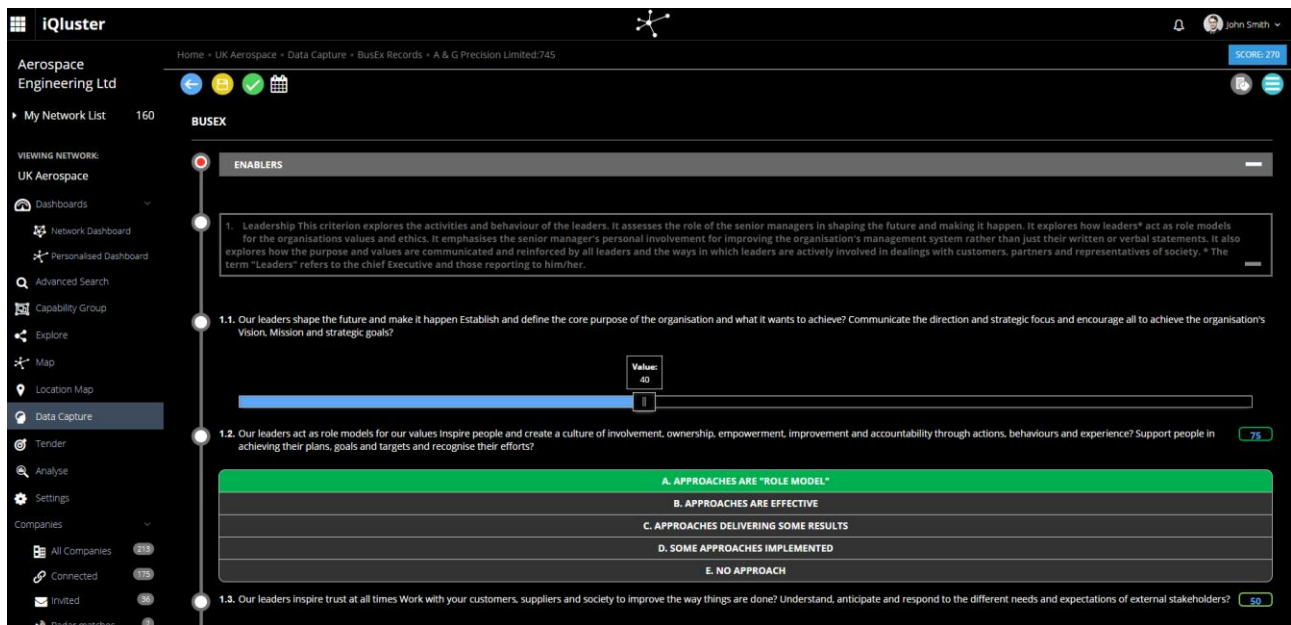 iQluster
John Smith
Aerospace
Engineering Ltd
My Network List 160
VIEWING NETWORK:
UK Aerospace
Dashboards
Network Dashboard
Personalised Dashboard
Advanced Search
Capability Group
Explore
Map
Location Map
Data Capture
Tender
Analyse
Settings
Companies
All Companies 213
Connected 175
Invited 36
Radar matches
Home • UK Aerospace • Data Capture • BusEx Records • A & G Precision Limited:745
SCORE: 270
BUSEX
ENABLERS
1. Leadership This criterion explores the activities and behaviour of the leaders. It assesses the role of the senior managers in shaping the future and making it happen. It explores how leaders* act as role models
for the organisations values and ethics. It emphasises the senior manager's personal involvement for improving the organisation's management system rather than just their written or verbal statements. It also
explores how the purpose and values are communicated and reinforced by all leaders and the ways in which leaders are actively involved in dealings with customers, partners and representatives of society. * The
term "Leaders" refers to the chief Executive and those reporting to him/her.
1.1. Our leaders shape the future and make it happen Establish and define the core purpose of the organisation and what it wants to achieve? Communicate the direction and strategic focus and encourage all to achieve the organisation's
Vision, Mission and strategic goals?
Value:
40
1.2. Our leaders act as role models for our values Inspire people and create a culture of involvement, ownership, empowerment, improvement and accountability through actions, behaviours and experience? Support people in
achieving their plans, goals and targets and recognise their efforts?
75
A. APPROACHES ARE "ROLE MODEL"
B. APPROACHES ARE EFFECTIVE
C. APPROACHES DELIVERING SOME RESULTS
D. SOME APPROACHES IMPLEMENTED
E. NO APPROACH
1.3. Our leaders inspire trust at all times Work with your customers, suppliers and society to improve the way things are done? Understand, anticipate and respond to the different needs and expectations of external stakeholders?
50